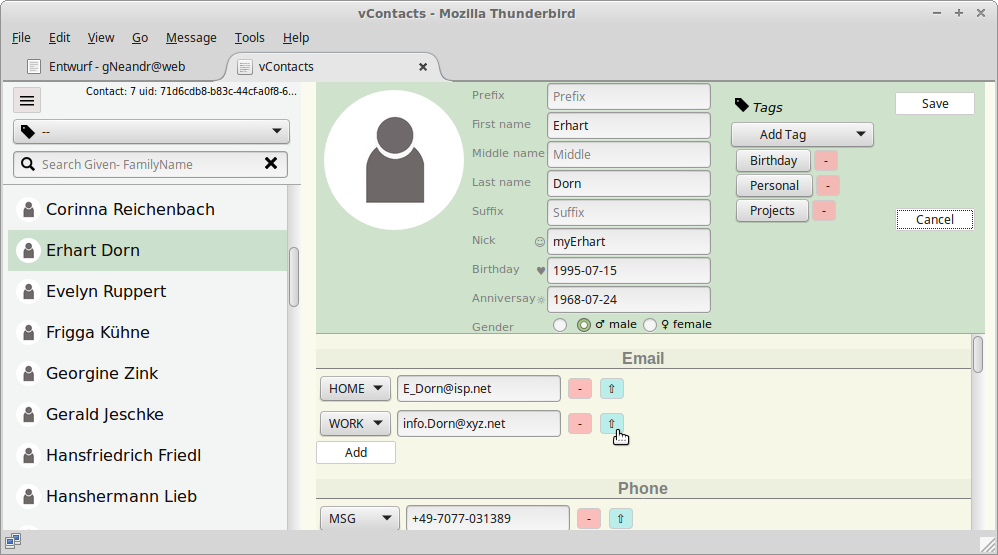 vContacts - Mozilla Thunderbird
File Edit View Go Message Tools Help
Entwurf - gNeandr@web
vContacts
Contact: 7 uid: 71d6cdb8-b83c-44cf-a0f8-6...
--
Search Given- FamilyName
Corinna Reichenbach
Erhart Dorn
Evelyn Ruppert
Frigga Kühne
Georgine Zink
Gerald Jeschke
Hansfriedrich Friedl
Hanshermann Lieb
Prefix Prefix
First name Erhart
Middle name Middle
Last name Dorn
Suffix Suffix
Nick myErhart
Birthday 1995-07-15
Anniversay 1968-07-24
Gender ♂ male ♀ female
Tags
Add Tag
Birthday -
Personal -
Projects -
Save
Cancel
Email
HOME E_Dorn@isp.net - ⇧
WORK info.Dorn@xyz.net - ⇧
Add
Phone
MSG +49-7077-031389 - ⇧